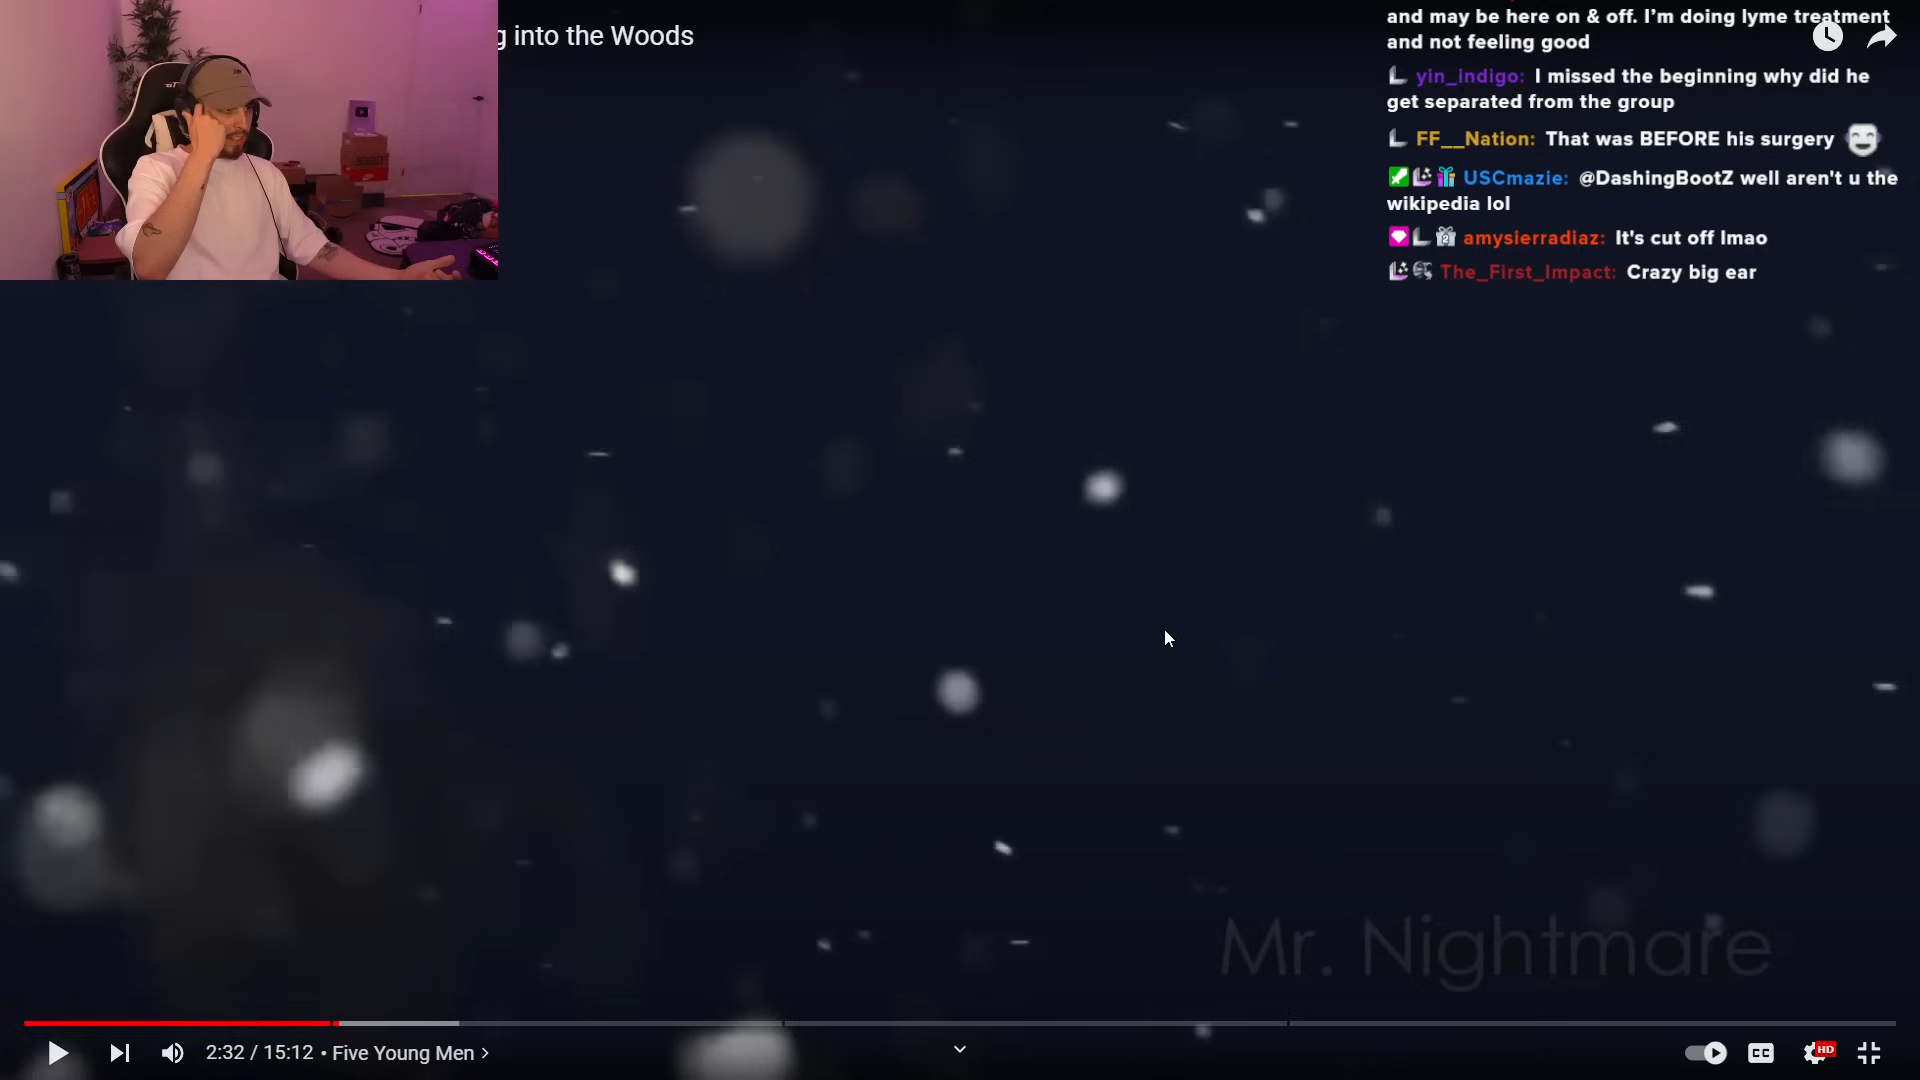 g into the Woods
and may be here on & off. I'm doing lyme treatment
and not feeling good
yin_indigo: I missed the beginning why did he
get separated from the group
FF__Nation: That was BEFORE his surgery
USCmazie: @DashingBootZ well aren't u the
wikipedia lol
amysierradiaz: It's cut off lmao
The_First_Impact: Crazy big ear
BOOST
Mr. Nightmare
2:32 / 15:12 • Five Young Men >
CC
HD